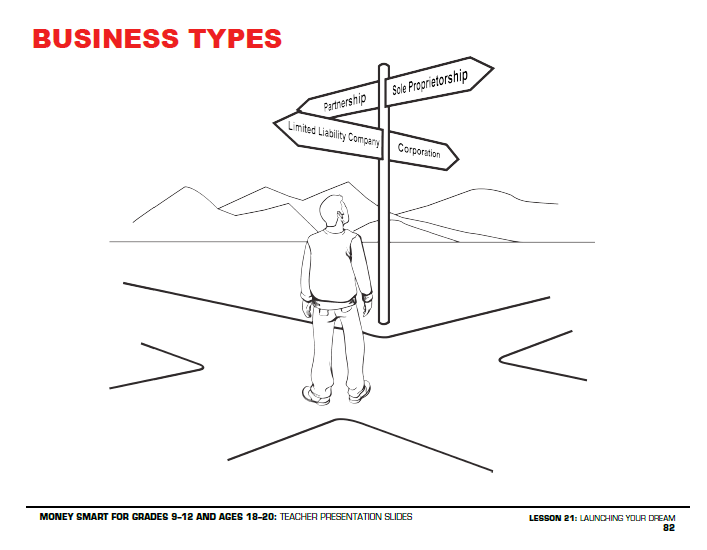 BUSINESS TYPES
Sole Proprietorship
Partnership
Limited Liability Company
Corporation
MONEY SMART FOR GRADES 9-12 AND AGES 18-20: TEACHER PRESENTATION SLIDES
LESSON 21: LAUNCHING YOUR DREAM
82